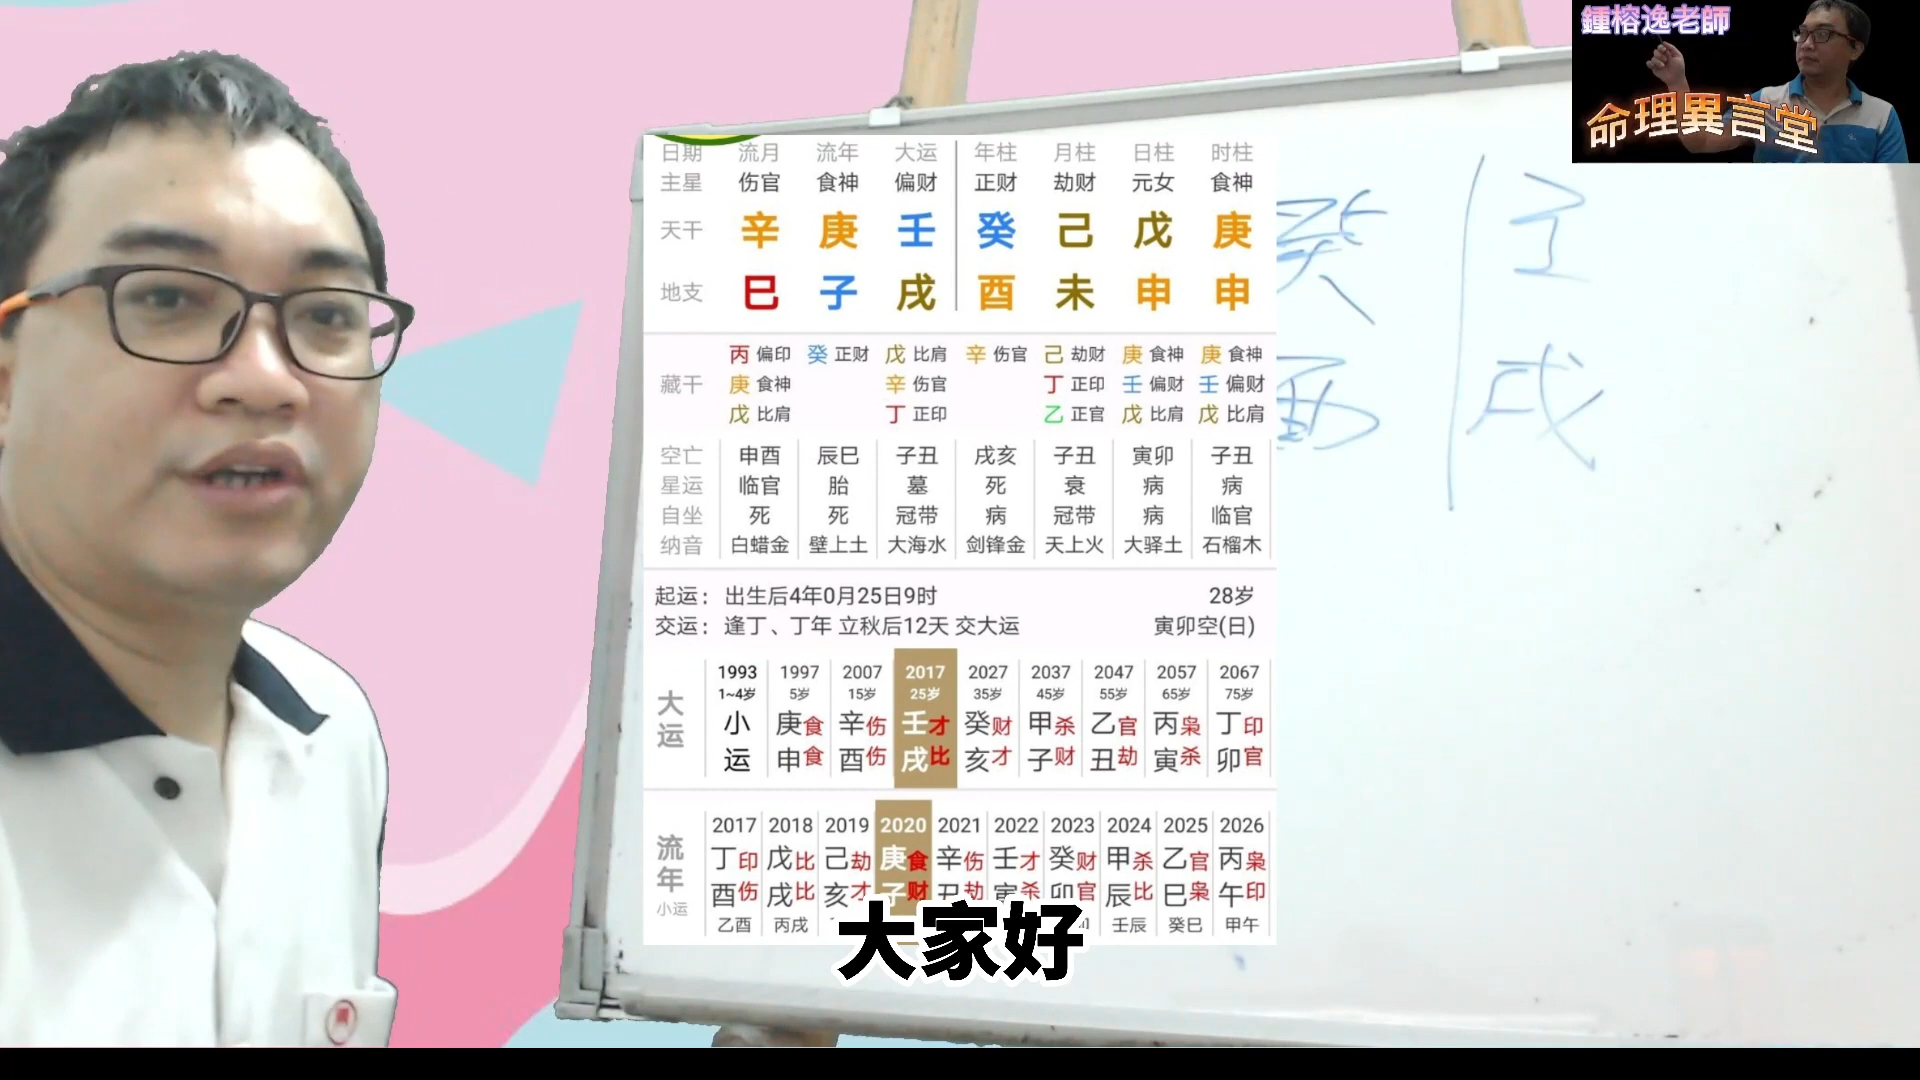 鍾榕逸老師
命理異言堂
日期 流月 流年 大运 年柱 月柱 日柱 时柱
主星 伤官 食神 偏财 正财 劫财 元女 食神
天干 辛 庚 壬 癸 己 戊 庚
地支 巳 子 戌 酉 未 申 申
藏干
丙 偏印 癸 正财 戊 比肩 辛 伤官 己 劫财 庚 食神 庚 食神
庚 食神 辛 伤官 丁 正印 壬 偏财 壬 偏财
戊 比肩 丁 正印 乙 正官 戊 比肩 戊 比肩
空亡 申酉 辰巳 子丑 戌亥 子丑 寅卯 子丑
星运 临官 胎 墓 死 衰 病 病
自坐 死 死 冠带 病 冠带 病 临官
纳音 白蜡金 壁上土 大海水 剑锋金 天上火 大驿土 石榴木
起运： 出生后4年0月25日9时 28岁
交运： 逢丁、丁年 立秋后12天 交大运 寅卯空(日)
大运
1993 1997 2007 2017 2027 2037 2047 2057 2067
1~4岁 5岁 15岁 25岁 35岁 45岁 55岁 65岁 75岁
小 庚食 辛伤 壬才 癸财 甲杀 乙官 丙枭 丁印
运 申食 酉伤 戌比 亥才 子财 丑劫 寅杀 卯官
流年
小运
2017 2018 2019 2020 2021 2022 2023 2024 2025 2026
丁印 戊比 己劫 庚食 辛伤 壬才 癸财 甲杀 乙官 丙枭
酉伤 戌比 亥才 子财 丑劫 寅杀 卯官 辰比 巳枭 午印
乙酉 丙戌 壬辰 癸巳 甲午
癸 壬
酉 戌
大家好